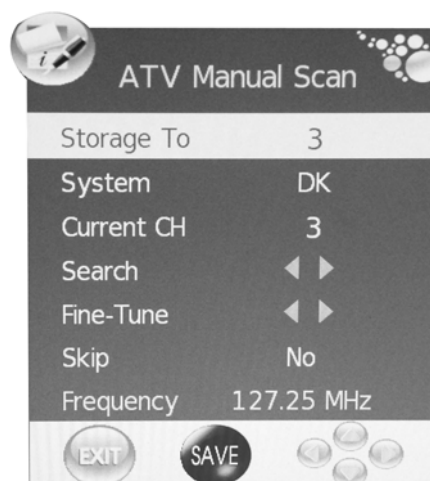 ATV Manual Scan
Storage To 3
System DK
Current CH 3
Search
Fine-Tune
Skip No
Frequency 127.25 MHz
EXIT SAVE